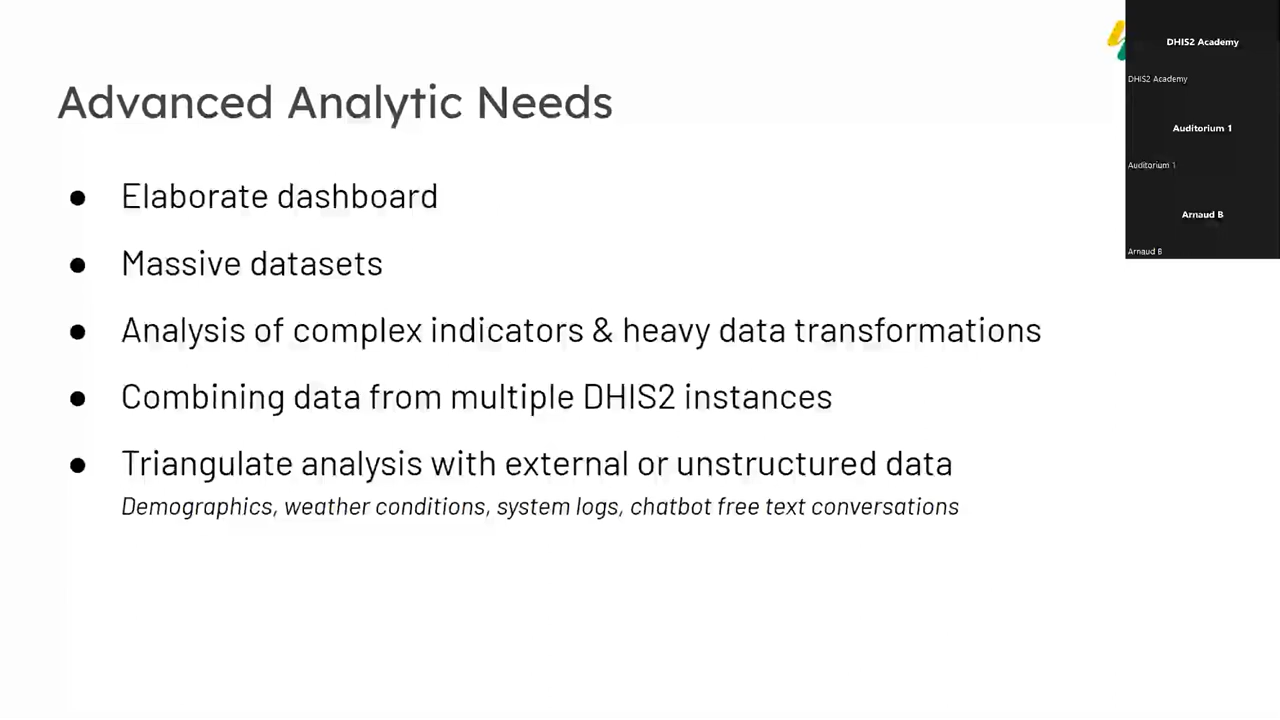 Advanced Analytic Needs
● Elaborate dashboard
● Massive datasets
● Analysis of complex indicators & heavy data transformations
● Combining data from multiple DHIS2 instances
● Triangulate analysis with external or unstructured data
Demographics, weather conditions, system logs, chatbot free text conversations
DHIS2 Academy
DHIS2 Academy
Auditorium 1
Auditorium 1
Arnaud B
Arnaud B